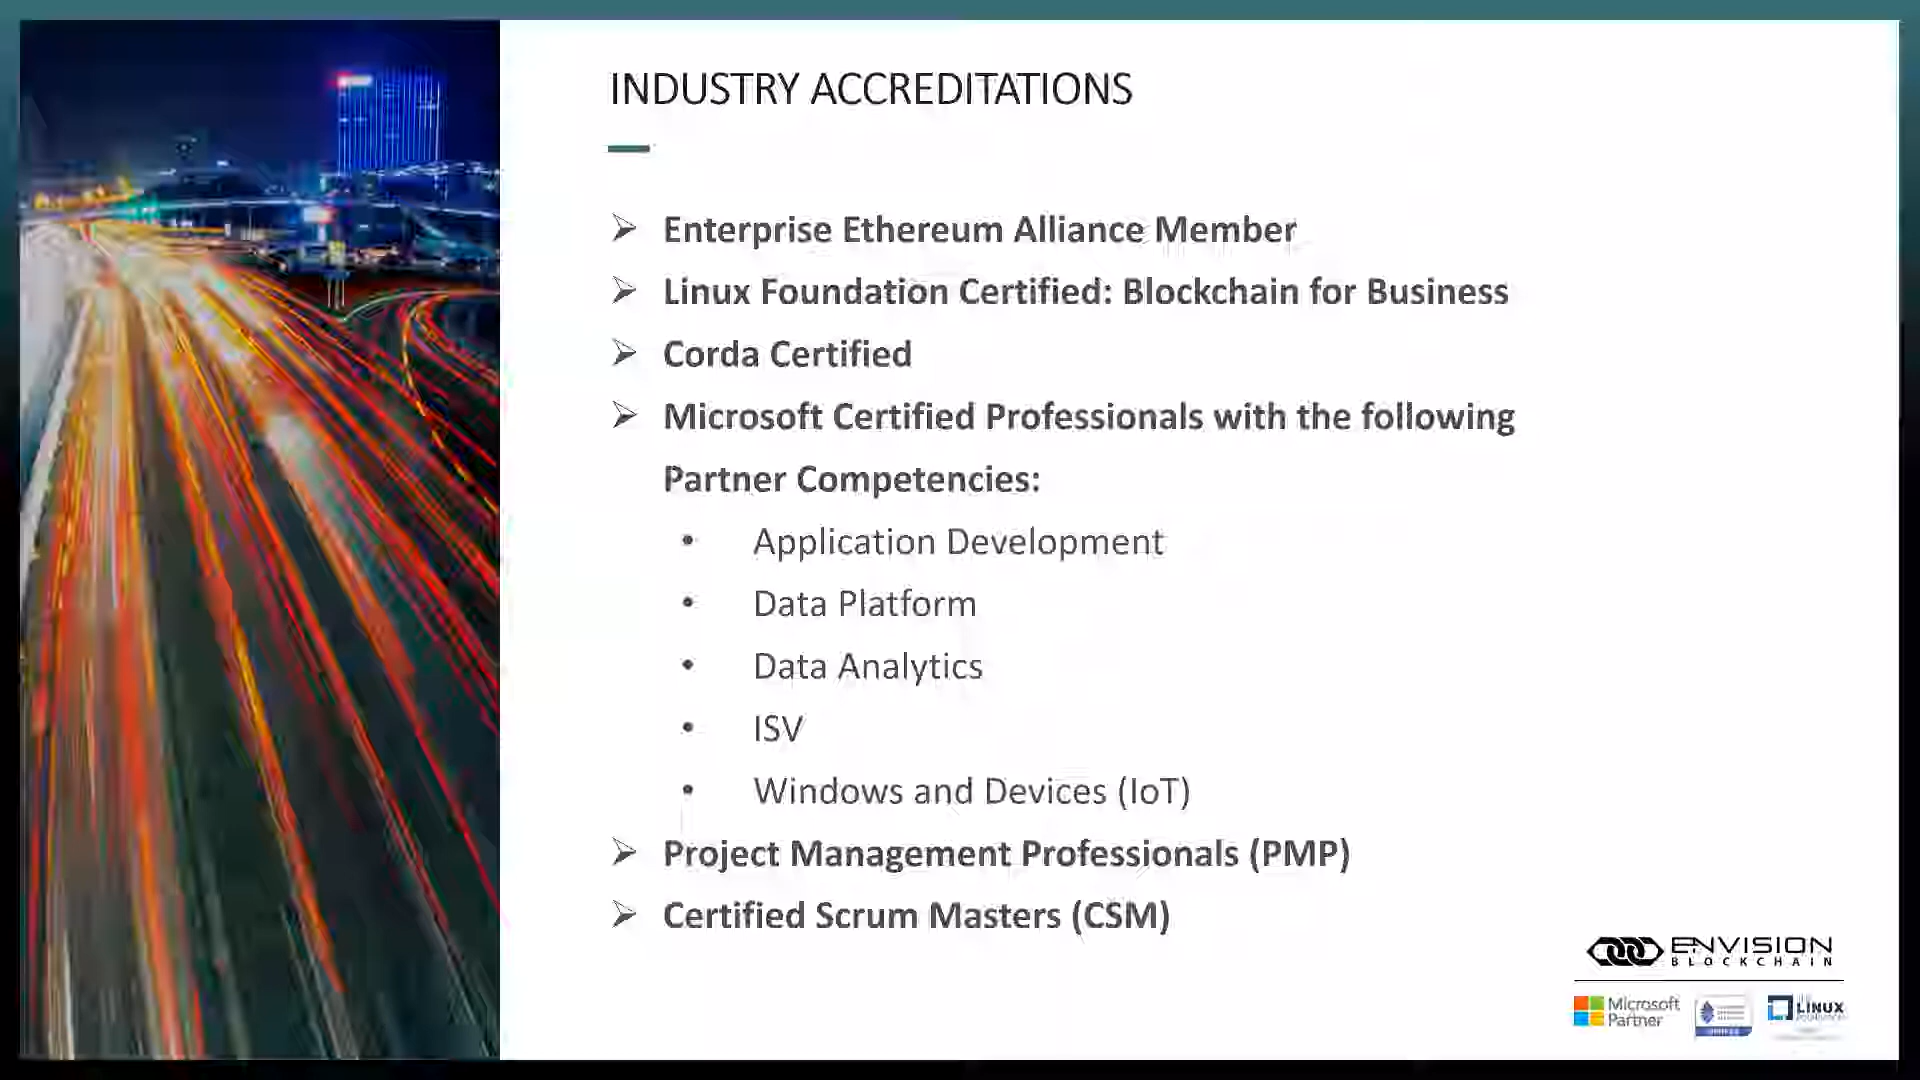 INDUSTRY ACCREDITATIONS
Enterprise Ethereum Alliance Member
Linux Foundation Certified: Blockchain for Business
Corda Certified
Microsoft Certified Professionals with the following
Partner Competencies:
Application Development
Data Platform
Data Analytics
ISV
Windows and Devices (IoT)
Project Management Professionals (PMP)
Certified Scrum Masters (CSM)
ENVISION
BLOCKCHAIN
Microsoft
Partner
LINUX